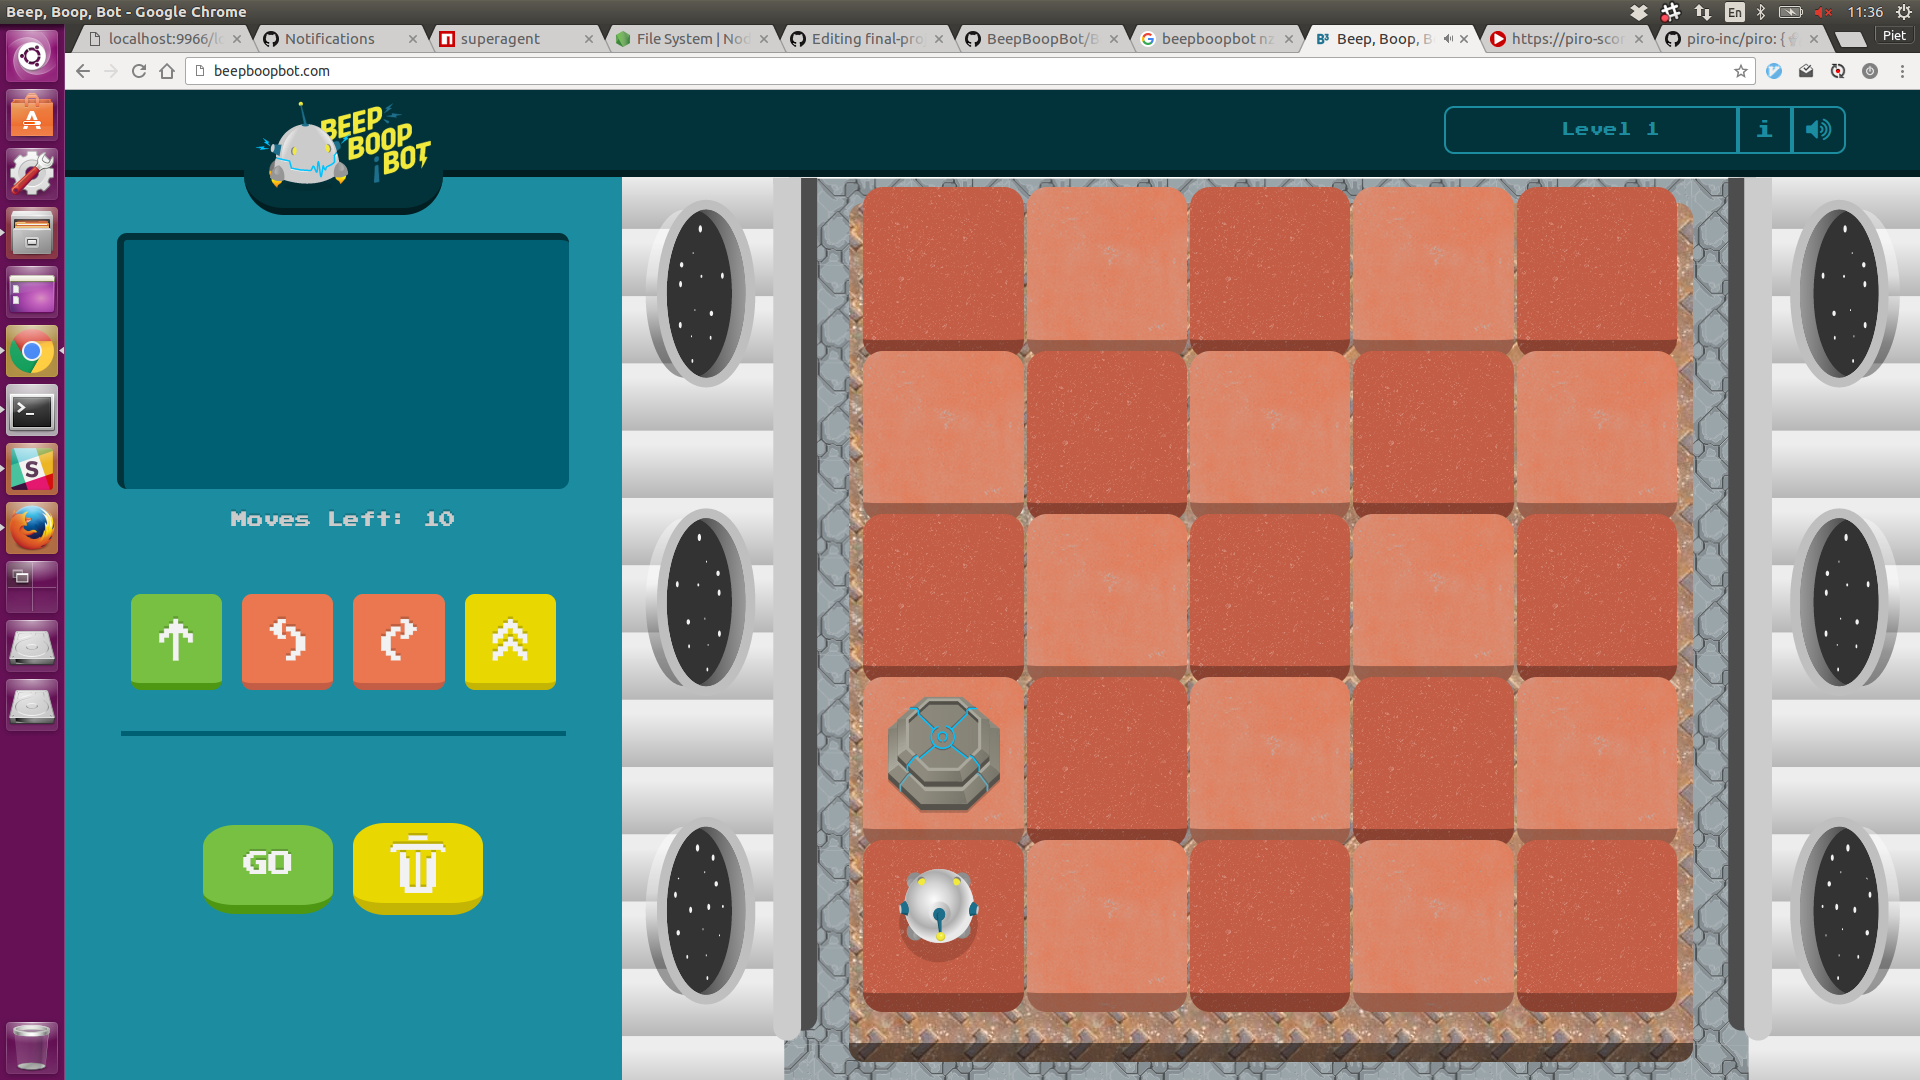 Beep, Boop, Bot - Google Chrome
En
11:36
localhost:9966/l
Notifications
superagent
File System | Nod
Editing final-pro
BeepBoopBot/B
beepboopbot nz
Beep, Boop, B
https://piro-scor
piro-inc/piro: {
Piet
beepboopbot.com
BEEP
BOOP
BOT
Level 1
i
Moves Left: 10
GO